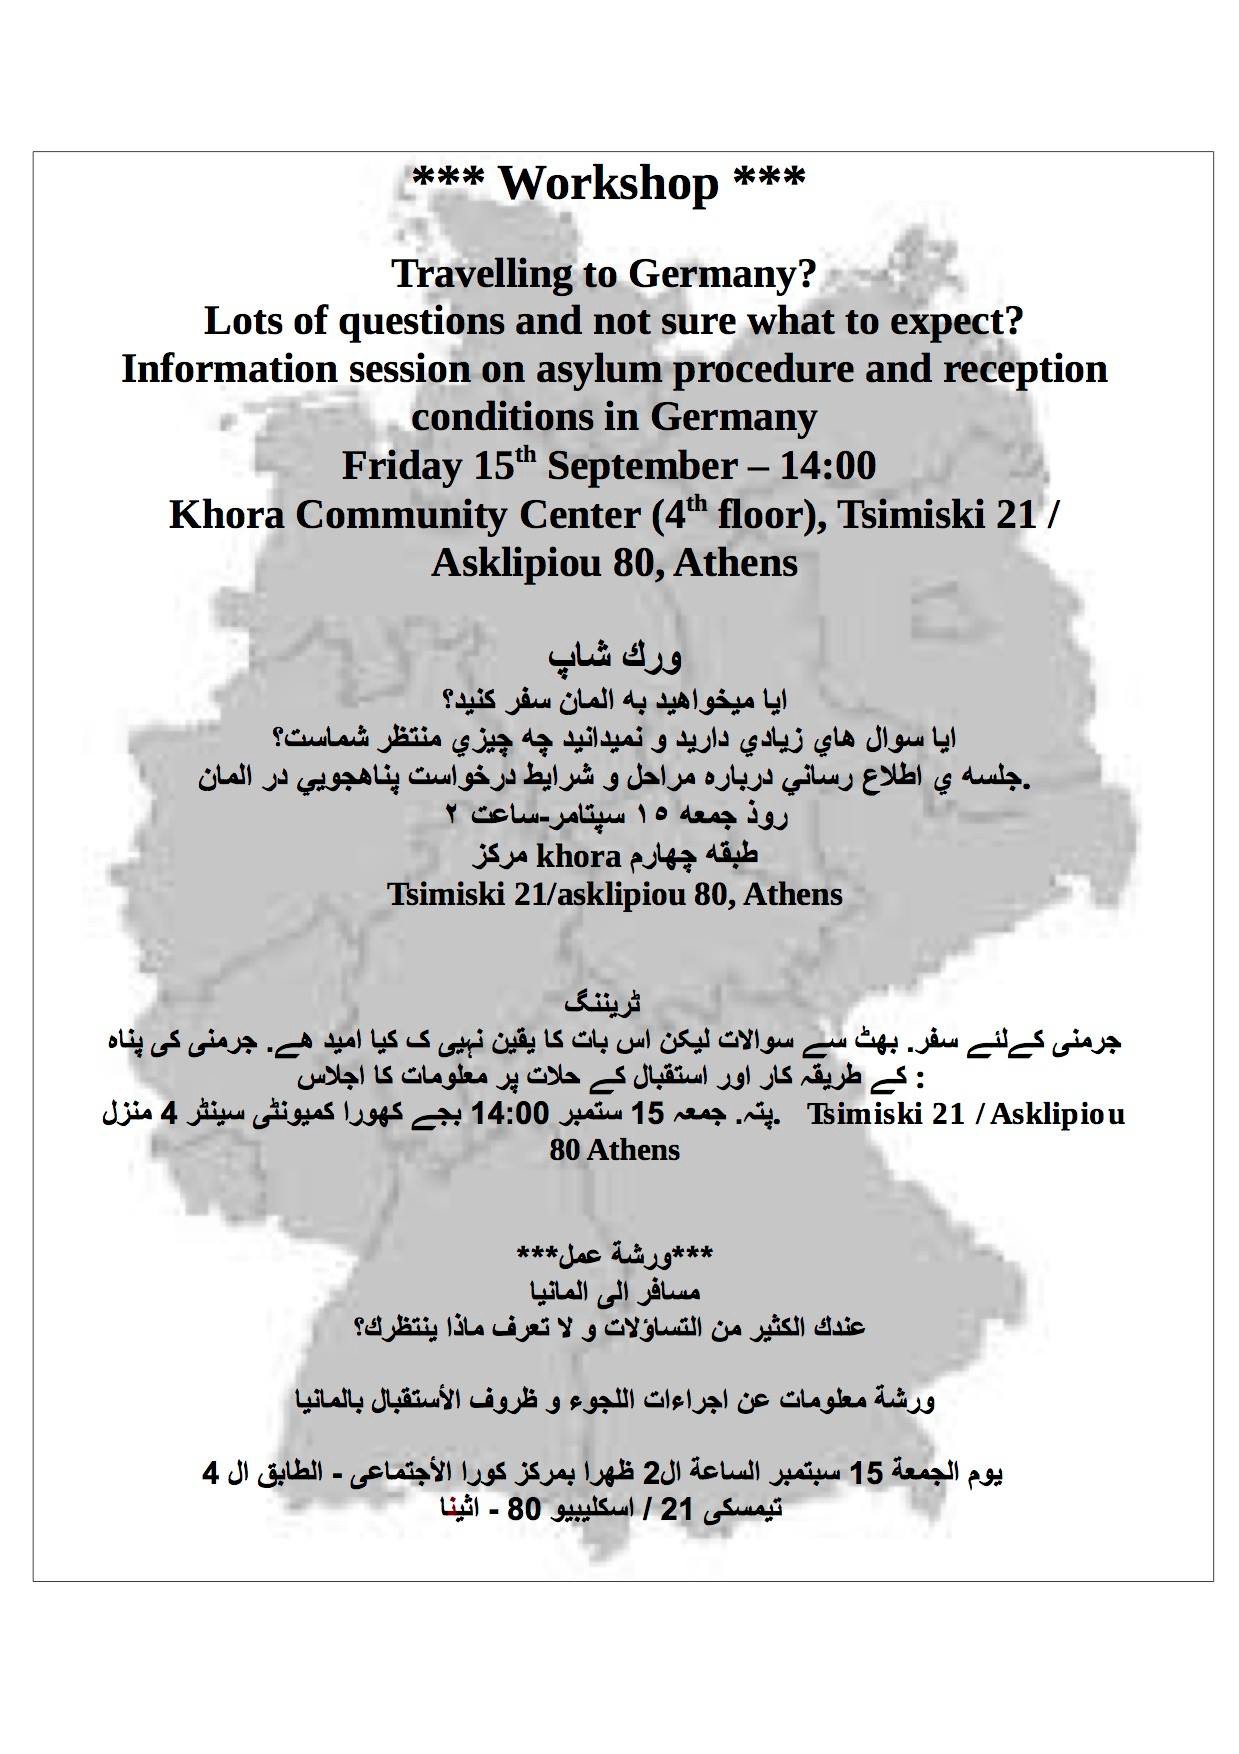 *** Workshop ***
Travelling to Germany?
Lots of questions and not sure what to expect?
Information session on asylum procedure and reception
conditions in Germany
Friday 15th September – 14:00
Khora Community Center (4th floor), Tsimiski 21 /
Asklipiou 80, Athens
ورك شاپ
ايا ميخواهيد به المان سفر كنيد؟
ايا سوال هاي زيادي داريد و نميدانيد چه چيزي منتظر شماست؟
جلسه ي اطلاع رساني درباره مراحل و شرايط درخواست پناهجويي در المان.
روذ جمعه ١٥ سپتامر-ساعت ٢
طبقه چهارم khora مركز
Tsimiski 21/asklipiou 80, Athens
ٹریننگ
جرمنی کےلئے سفر. بھٹ سے سوالات لیکن اس بات کا یقین نہیی ک کیا امید ھے. جرمنی کی پناہ
کے طریقہ کار اور استقبال کے حلات پر معلومات کا اجلاس :
پتہ. جمعہ 15 ستمبر 14:00 بجے کھورا کمیونٹی سینٹر 4 منزل. Tsimiski 21 / Asklipiou
80 Athens
***ورشة عمل***
مسافر الى المانيا
عندك الكثير من التساؤلات و لا تعرف ماذا ينتظرك؟
ورشة معلومات عن اجراءات اللجوء و ظروف الأستقبال بالمانيا
يوم الجمعة 15 سبتمبر الساعة ال2 ظهرا بمركز كورا الأجتماعى - الطابق ال 4
تيمسكى 21 / اسكليبيو 80 - اثينا